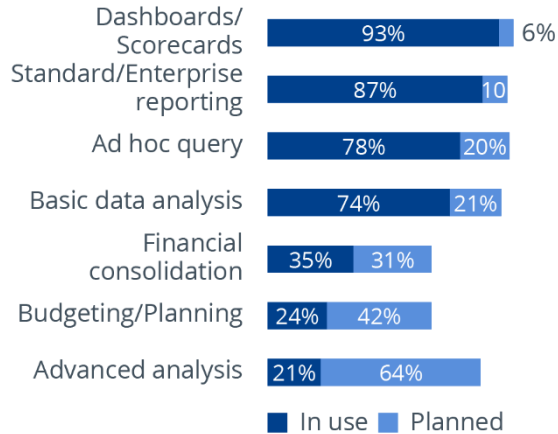 Dashboards/
Scorecards
93% 6%
Standard/Enterprise
reporting
87% 10
Ad hoc query 78% 20%
Basic data analysis 74% 21%
Financial
consolidation
35% 31%
Budgeting/Planning 24% 42%
Advanced analysis 21% 64%
In use Planned